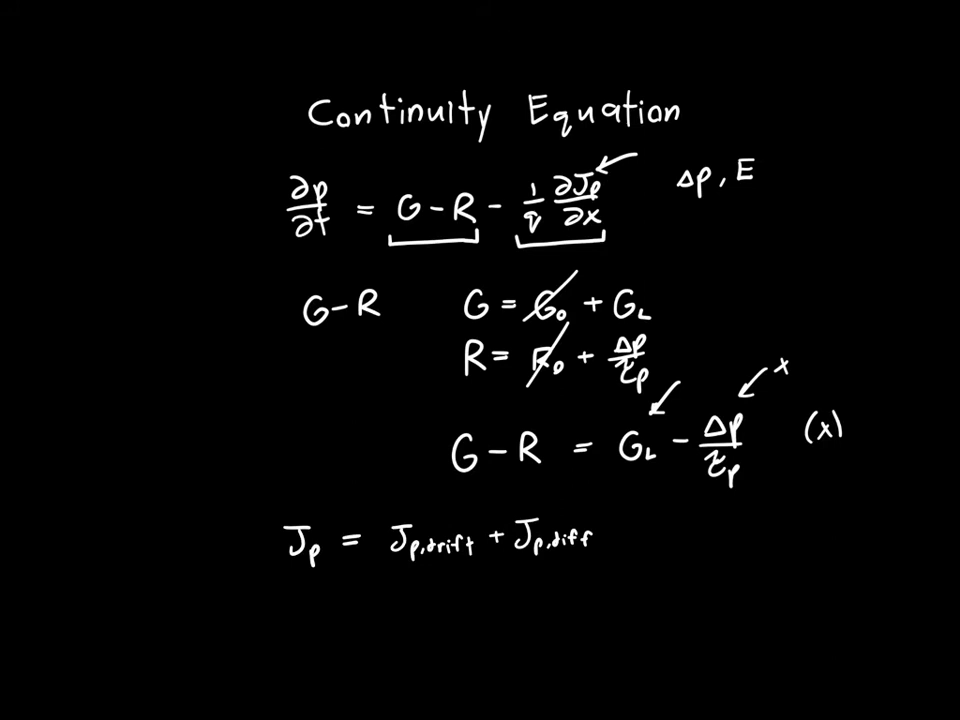 Continuity Equation
∂p/∂t = G - R - 1/q ∂Jp/∂x
Δp, E
G - R
G = G₀ + G_L
R = R₀ + Δp/τp
x
G - R = G_L - Δp/τp
(x)
Jp = Jp,drift + Jp,diff